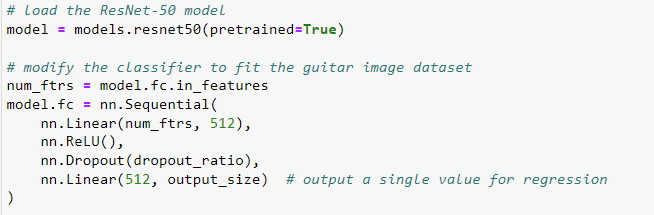 # load the ResNet-50 model
model = models.resnet50(pretrained=True)
# modify the classifier to fit the guitar image dataset
num_ftrs = model.fc.in_features
model.fc = nn.Sequential(
    nn.Linear(num_ftrs, 512),
    nn.ReLU(),
    nn.Dropout(dropout_ratio),
    nn.Linear(512, output_size)  # output a single value for regression
)